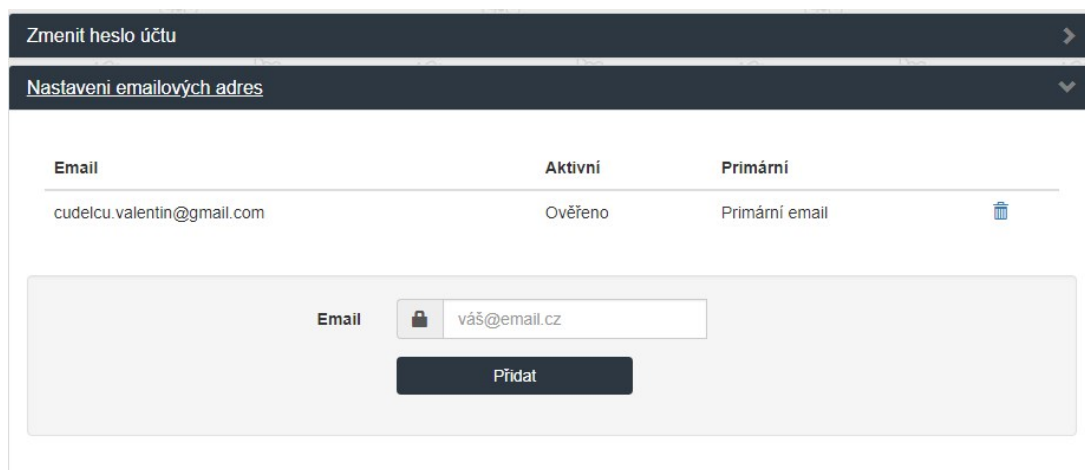 Zmenit heslo účtu
Nastaveni emailových adres
Email Aktivní Primární
cudelcu.valentin@gmail.com Ověřeno Primární email
Email váš@email.cz
Přidat